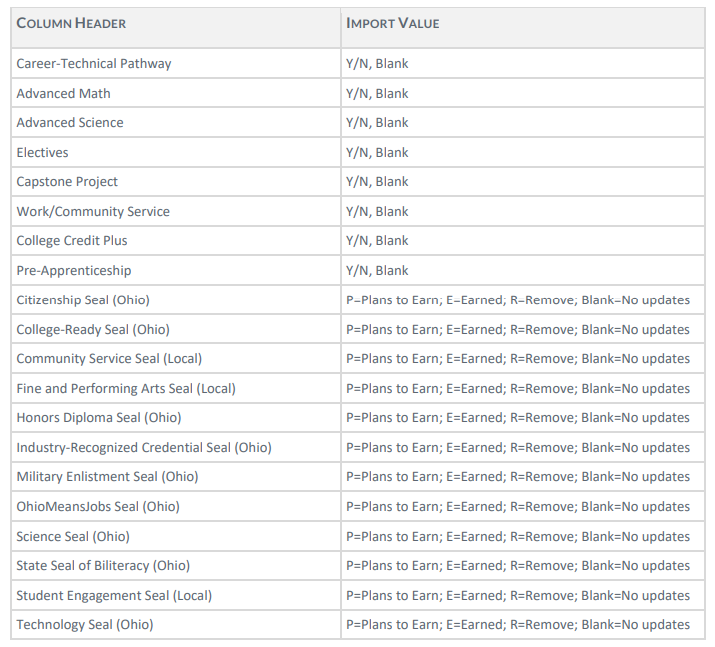 COLUMN HEADER IMPORT VALUE
Career-Technical Pathway Y/N, Blank
Advanced Math Y/N, Blank
Advanced Science Y/N, Blank
Electives Y/N, Blank
Capstone Project Y/N, Blank
Work/Community Service Y/N, Blank
College Credit Plus Y/N, Blank
Pre-Apprenticeship Y/N, Blank
Citizenship Seal (Ohio) P=Plans to Earn; E=Earned; R=Remove; Blank=No updates
College-Ready Seal (Ohio) P=Plans to Earn; E=Earned; R=Remove; Blank=No updates
Community Service Seal (Local) P=Plans to Earn; E=Earned; R=Remove; Blank=No updates
Fine and Performing Arts Seal (Local) P=Plans to Earn; E=Earned; R=Remove; Blank=No updates
Honors Diploma Seal (Ohio) P=Plans to Earn; E=Earned; R=Remove; Blank=No updates
Industry-Recognized Credential Seal (Ohio) P=Plans to Earn; E=Earned; R=Remove; Blank=No updates
Military Enlistment Seal (Ohio) P=Plans to Earn; E=Earned; R=Remove; Blank=No updates
OhioMeansJobs Seal (Ohio) P=Plans to Earn; E=Earned; R=Remove; Blank=No updates
Science Seal (Ohio) P=Plans to Earn; E=Earned; R=Remove; Blank=No updates
State Seal of Biliteracy (Ohio) P=Plans to Earn; E=Earned; R=Remove; Blank=No updates
Student Engagement Seal (Local) P=Plans to Earn; E=Earned; R=Remove; Blank=No updates
Technology Seal (Ohio) P=Plans to Earn; E=Earned; R=Remove; Blank=No updates